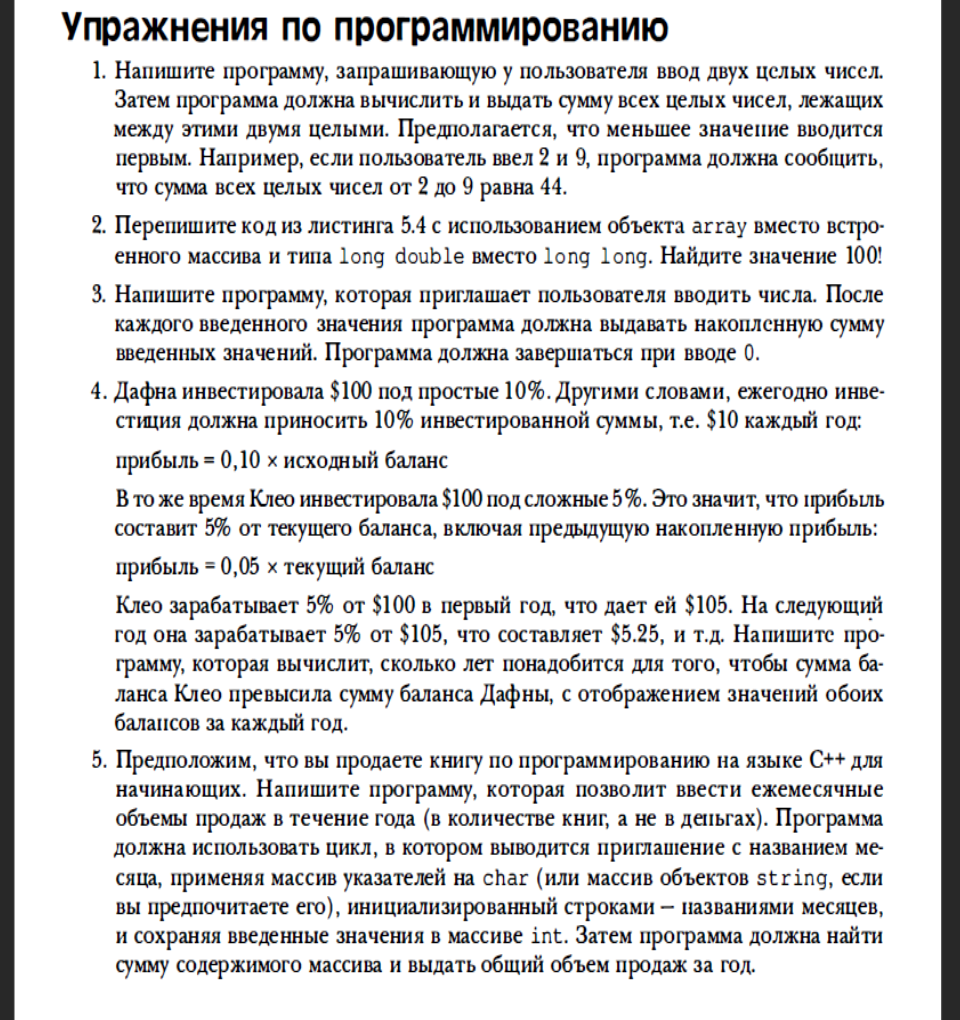 Упражнения по программированию
1. Напишите программу, запрашивающую у пользователя ввод двух целых чисел.
Затем программа должна вычислить и выдать сумму всех целых чисел, лежащих
между этими двумя целыми. Предполагается, что меньшее значение вводится
первым. Например, если пользователь ввел 2 и 9, программа должна сообщить,
что сумма всех целых чисел от 2 до 9 равна 44.
2. Перепишите код из листинга 5.4 с использованием объекта array вместо встро-
енного массива и типа long double вместо long long. Найдите значение 100!
3. Напишите программу, которая приглашает пользователя вводить числа. После
каждого введенного значения программа должна выдавать накопленную сумму
введенных значений. Программа должна завершаться при вводе 0.
4. Дафна инвестировала $100 под простые 10%. Другими словами, ежегодно инве-
стиция должна приносить 10% инвестированной суммы, т.е. $10 каждый год:
прибыль = 0,10 × исходный баланс
В то же время Клео инвестировала $100 под сложные 5%. Это значит, что прибыль
составит 5% от текущего баланса, включая предыдущую накопленную прибыль:
прибыль = 0,05 × текущий баланс
Клео зарабатывает 5% от $100 в первый год, что дает ей $105. На следующий
год она зарабатывает 5% от $105, что составляет $5.25, и т.д. Напишите про-
грамму, которая вычислит, сколько лет понадобится для того, чтобы сумма ба-
ланса Клео превысила сумму баланса Дафны, с отображением значений обоих
балансов за каждый год.
5. Предположим, что вы продаете книгу по программированию на языке C++ для
начинающих. Напишите программу, которая позволит ввести ежемесячные
объемы продаж в течение года (в количестве книг, а не в деньгах). Программа
должна использовать цикл, в котором выводится приглашение с названием ме-
сяца, применяя массив указателей на char (или массив объектов string, если
вы предпочитаете его), инициализированный строками – названиями месяцев,
и сохраняя введенные значения в массиве int. Затем программа должна найти
сумму содержимого массива и выдать общий объем продаж за год.